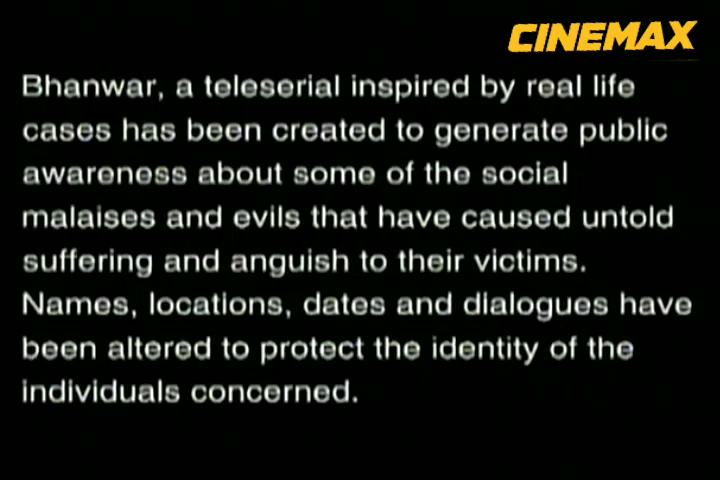 CINEMAX
Bhanwar, a teleserial inspired by real life
cases has been created to generate public
awareness about some of the social
malaises and evils that have caused untold
suffering and anguish to their victims.
Names, locations, dates and dialogues have
been altered to protect the identity of the
individuals concerned.